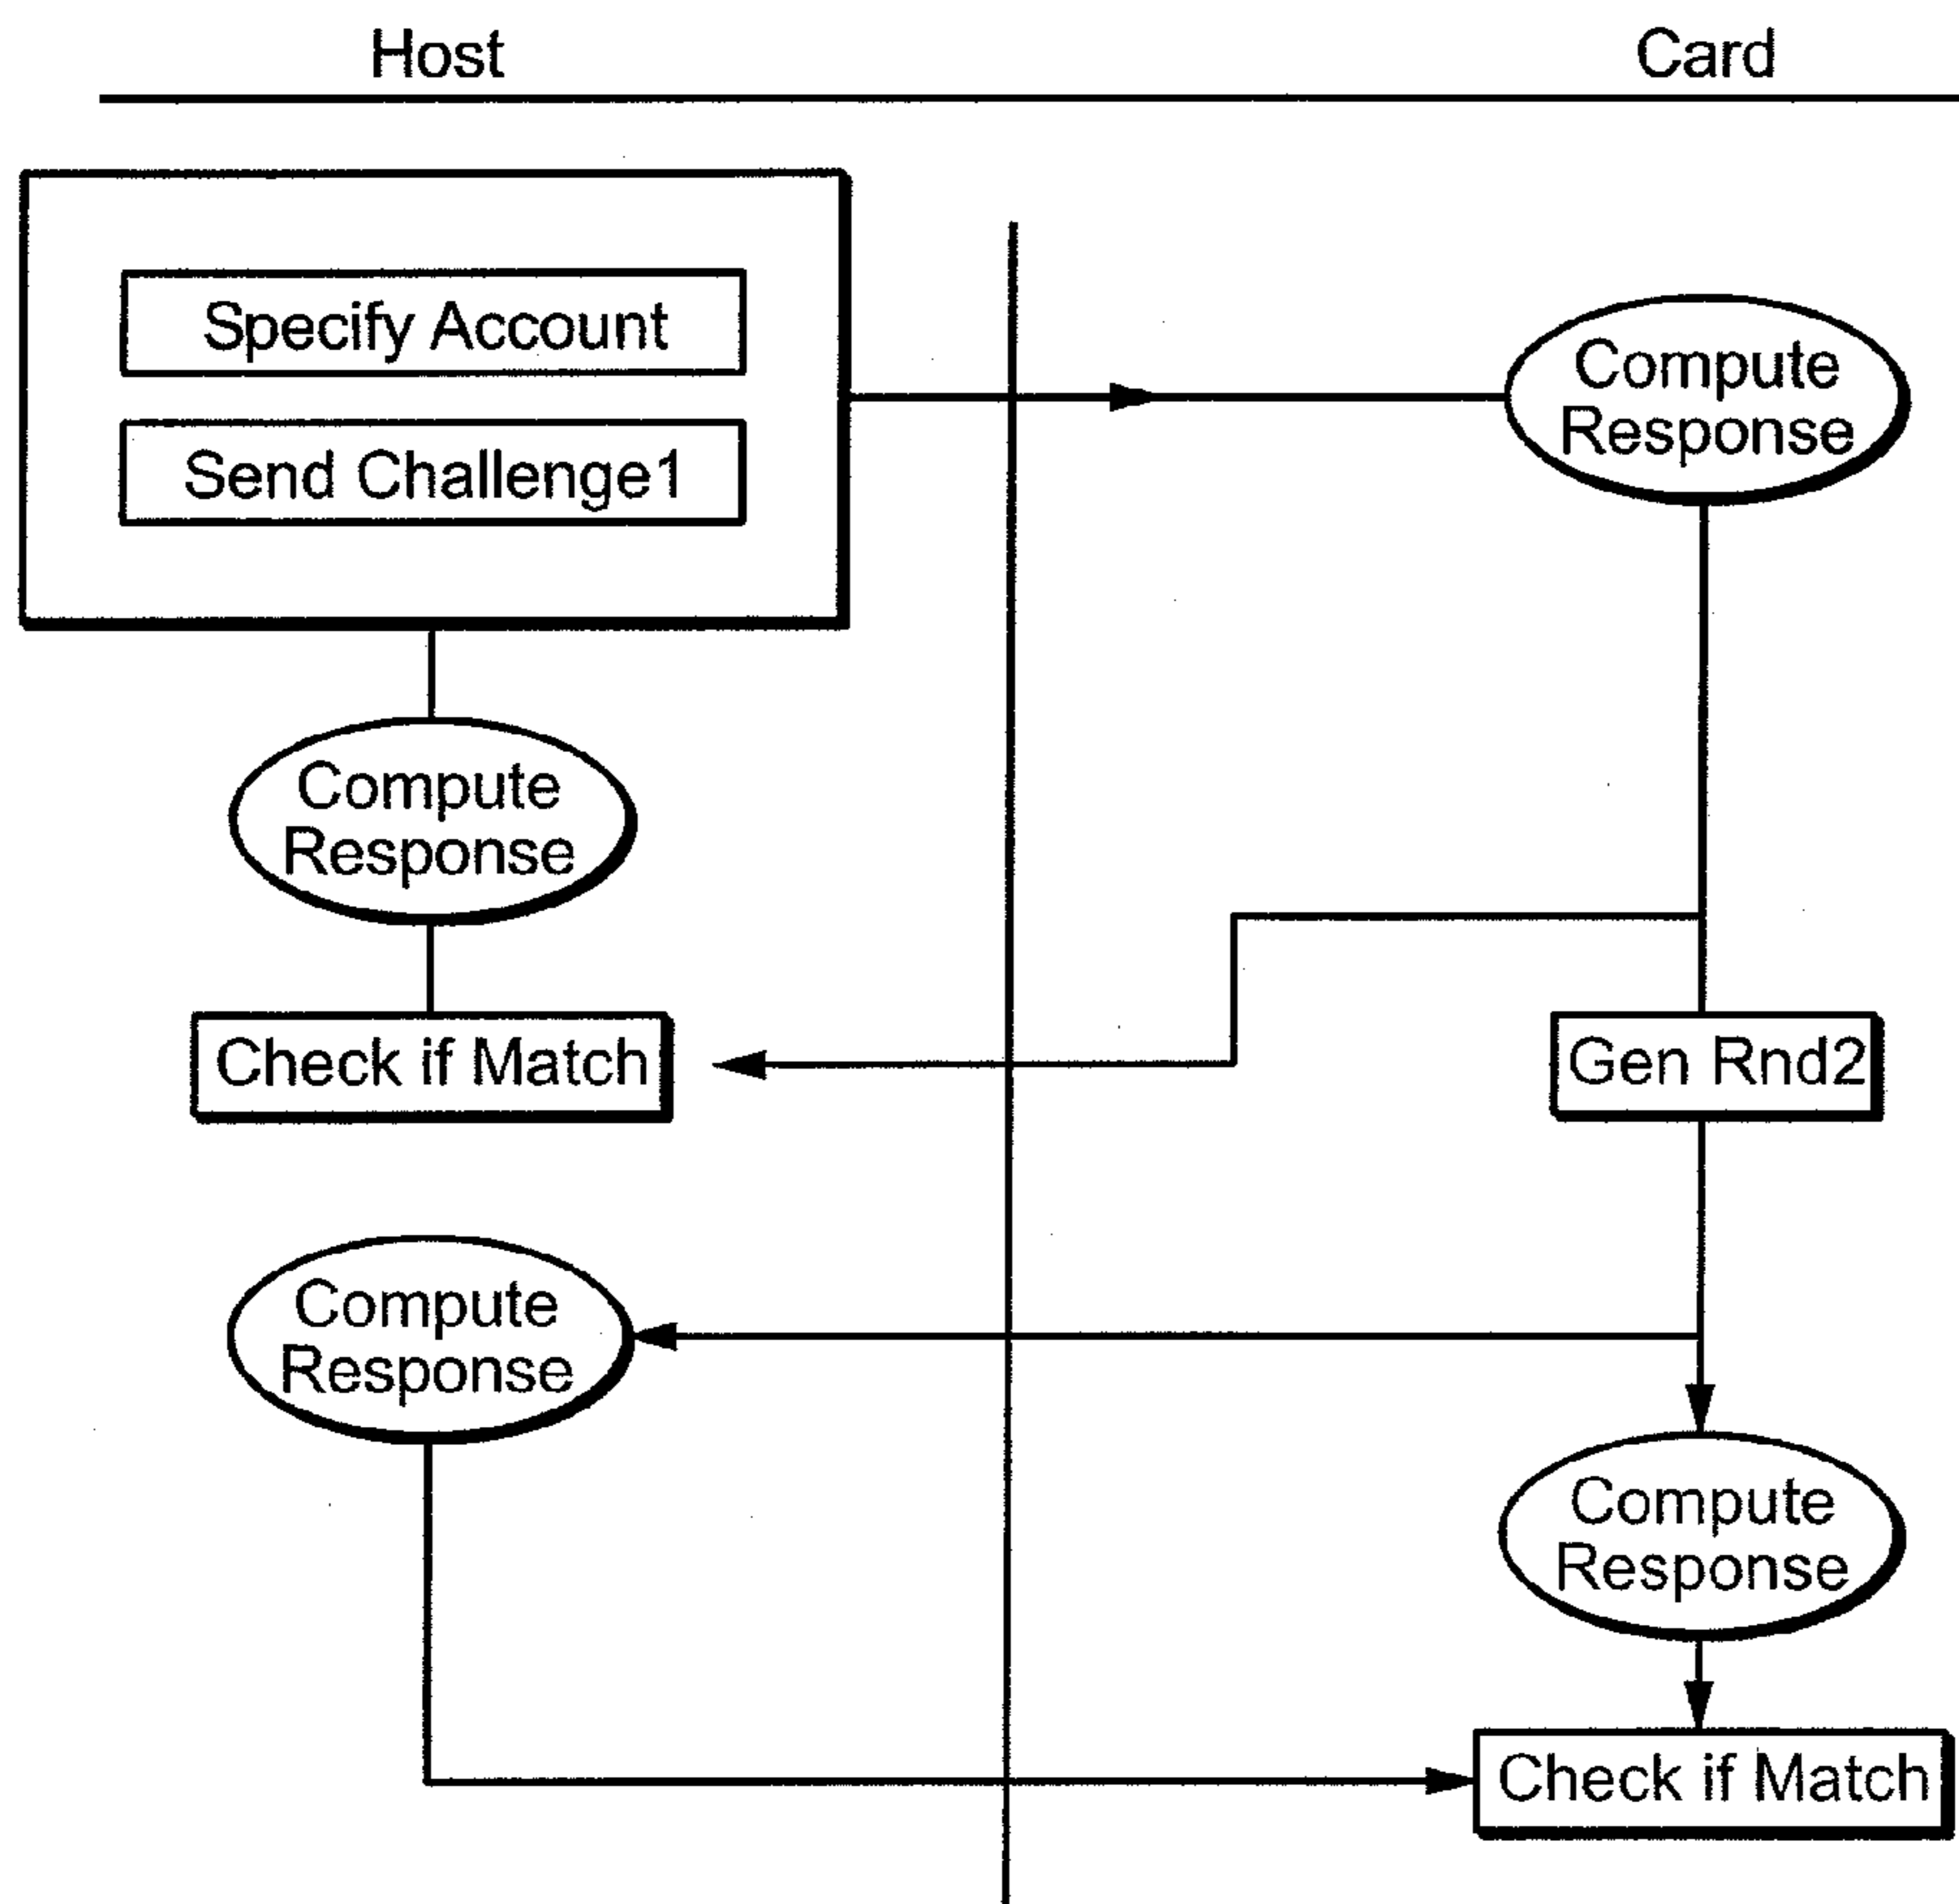 Host
Card
Specify Account
Send Challenge1
Compute
Response
Compute
Response
Check if Match
Gen Rnd2
Compute
Response
Compute
Response
Check if Match